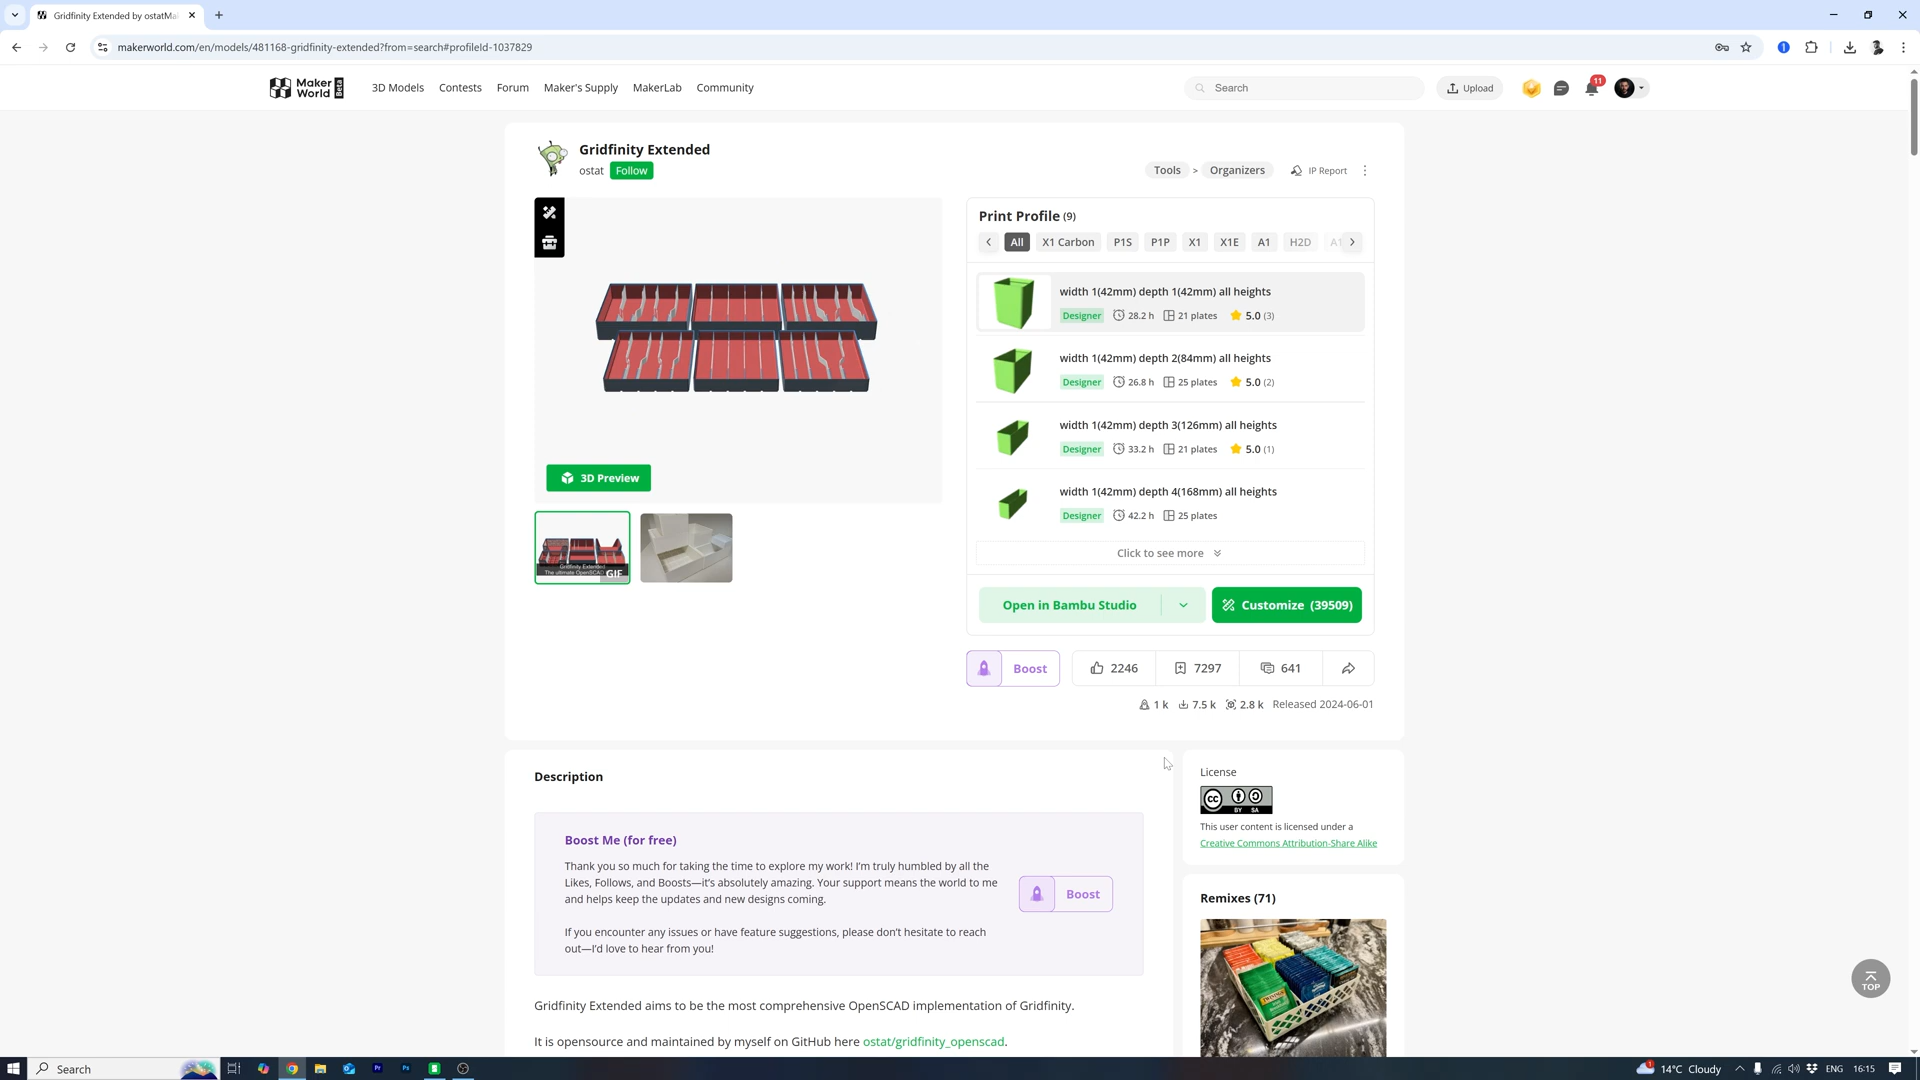 Gridfinity Extended by ostatMa
makerworld.com/en/models/481168-gridfinity-extended?from=search#profileId-1037829
Maker World Beta
3D Models
Contests
Forum
Maker's Supply
MakerLab
Community
Search
Upload
11
Gridfinity Extended
ostat
Follow
Tools > Organizers
IP Report
3D Preview
Gridfinity Extended
The ultimate OpenSCAD
GIF
Print Profile (9)
All
X1 Carbon
P1S
P1P
X1
X1E
A1
H2D
A1
width 1(42mm) depth 1(42mm) all heights
Designer 28.2 h 21 plates 5.0 (3)
width 1(42mm) depth 2(84mm) all heights
Designer 26.8 h 25 plates 5.0 (2)
width 1(42mm) depth 3(126mm) all heights
Designer 33.2 h 21 plates 5.0 (1)
width 1(42mm) depth 4(168mm) all heights
Designer 42.2 h 25 plates
Click to see more
Open in Bambu Studio
Customize (39509)
Boost
2246
7297
641
1 k 7.5 k 2.8 k Released 2024-06-01
Description
Boost Me (for free)
Thank you so much for taking the time to explore my work! I'm truly humbled by all the
Likes, Follows, and Boosts—it's absolutely amazing. Your support means the world to me
and helps keep the updates and new designs coming.
If you encounter any issues or have feature suggestions, please don't hesitate to reach
out—I'd love to hear from you!
Boost
Gridfinity Extended aims to be the most comprehensive OpenSCAD implementation of Gridfinity.
It is opensource and maintained by myself on GitHub here ostat/gridfinity_openscad.
License
CC BY SA
This user content is licensed under a
Creative Commons Attribution-Share Alike
Remixes (71)
TOP
Search
14°C Cloudy
ENG
16:15